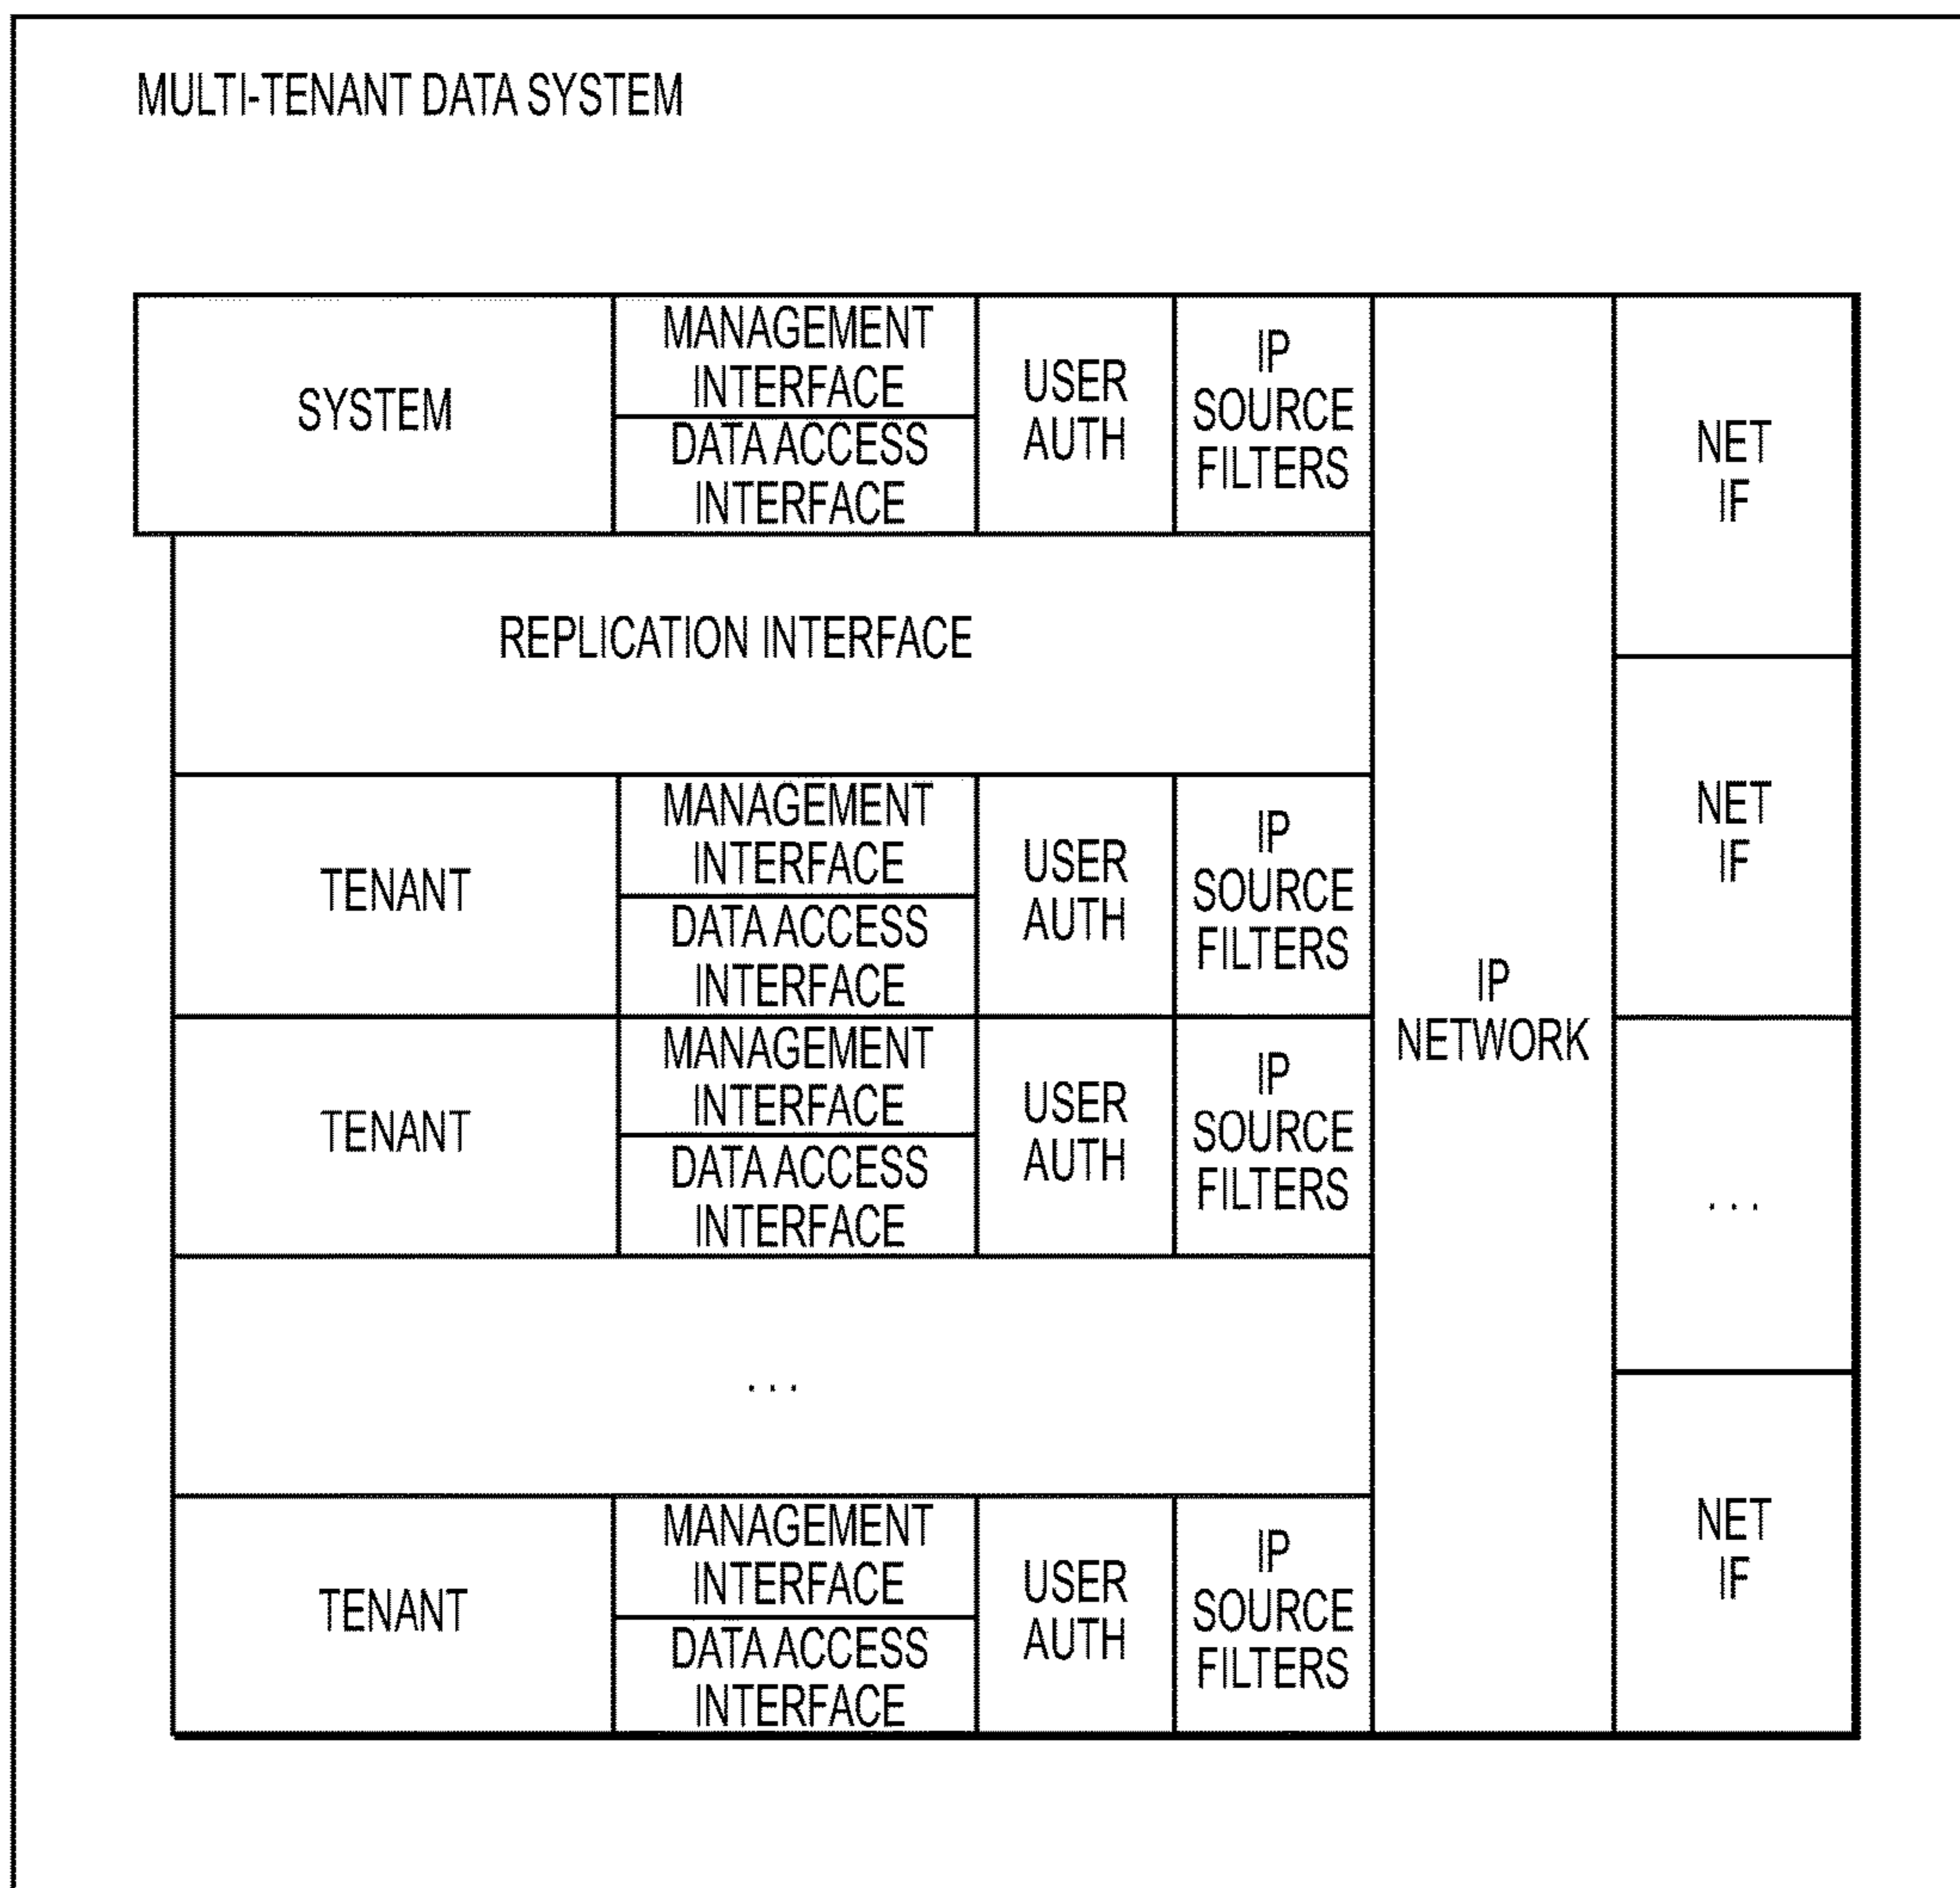 MULTI-TENANT DATA SYSTEM
SYSTEM
MANAGEMENT
INTERFACE
DATA ACCESS
INTERFACE
USER
AUTH
IP
SOURCE
FILTERS
REPLICATION INTERFACE
TENANT
MANAGEMENT
INTERFACE
DATA ACCESS
INTERFACE
USER
AUTH
IP
SOURCE
FILTERS
TENANT
MANAGEMENT
INTERFACE
DATA ACCESS
INTERFACE
USER
AUTH
IP
SOURCE
FILTERS
. . .
TENANT
MANAGEMENT
INTERFACE
DATA ACCESS
INTERFACE
USER
AUTH
IP
SOURCE
FILTERS
IP
NETWORK
NET
IF
NET
IF
. . .
NET
IF